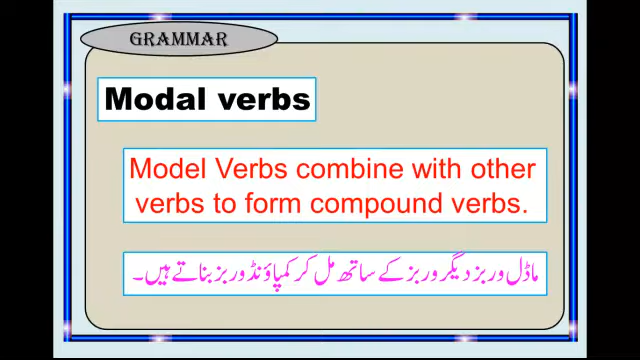 GRAMMAR
Modal verbs
Model Verbs combine with other
verbs to form compound verbs.
ماڈل وربز دیگر وربز کے ساتھ مل کر کمپاؤنڈ وربز بناتے ہیں۔